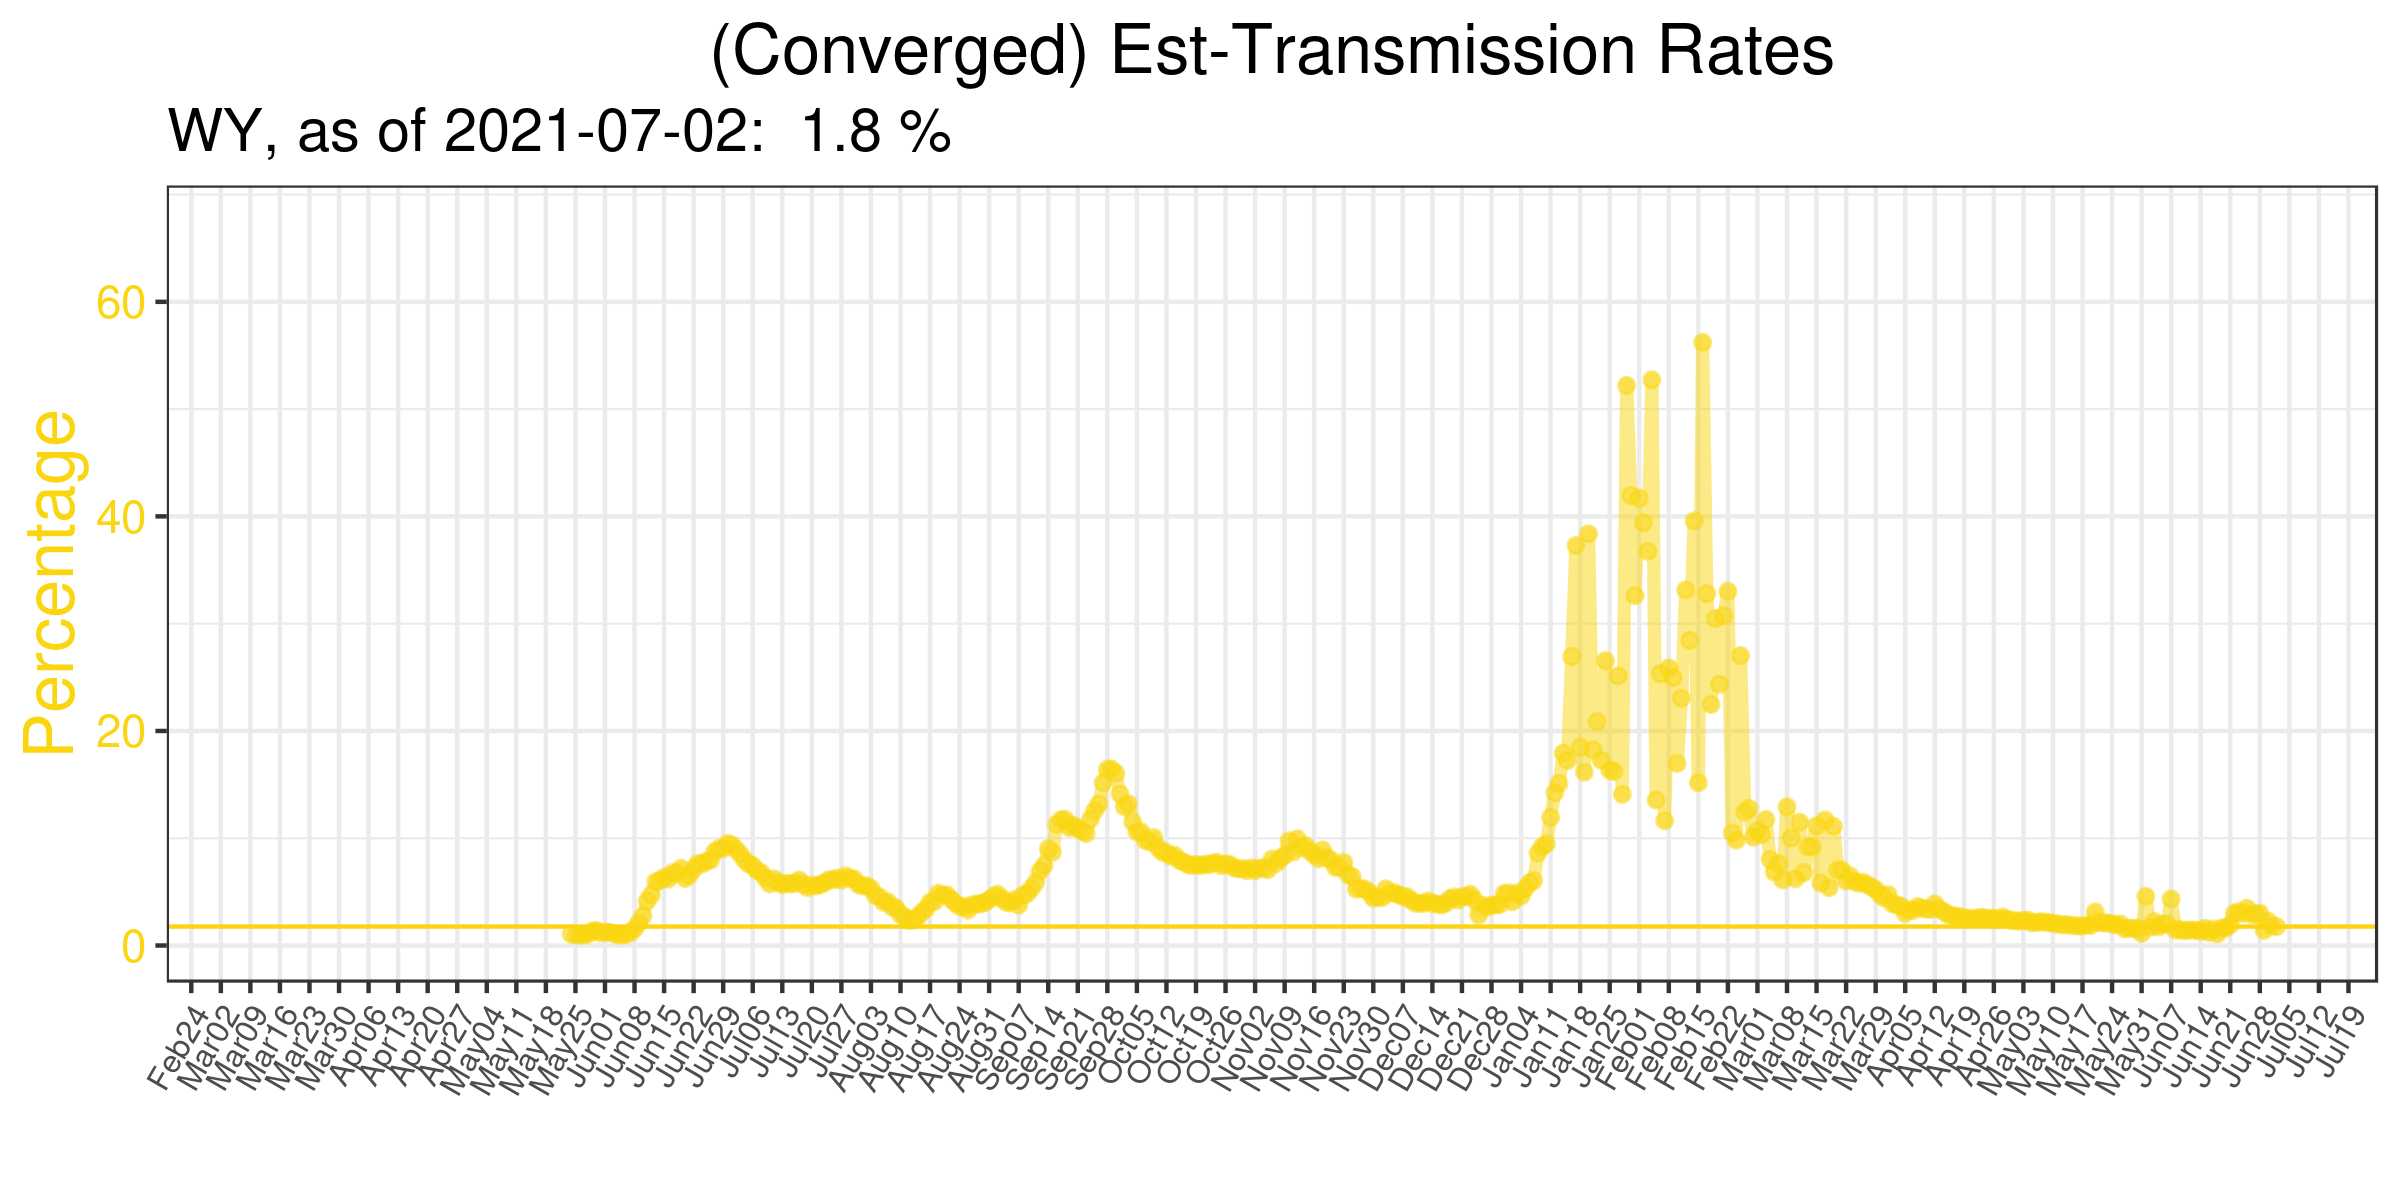 (Converged) Est-Transmission Rates
WY, as of 2021-07-02:  1.8 %
Percentage
60
40
20
0
Feb24
Mar02
Mar09
Mar16
Mar23
Mar30
Apr06
Apr13
Apr20
Apr27
May04
May11
May18
May25
Jun01
Jun08
Jun15
Jun22
Jun29
Jul06
Jul13
Jul20
Jul27
Aug03
Aug10
Aug17
Aug24
Aug31
Sep07
Sep14
Sep21
Sep28
Oct05
Oct12
Oct19
Oct26
Nov02
Nov09
Nov16
Nov23
Nov30
Dec07
Dec14
Dec21
Dec28
Jan04
Jan11
Jan18
Jan25
Feb01
Feb08
Feb15
Feb22
Mar01
Mar08
Mar15
Mar22
Mar29
Apr05
Apr12
Apr19
Apr26
May03
May10
May17
May24
May31
Jun07
Jun14
Jun21
Jun28
Jul05
Jul12
Jul19